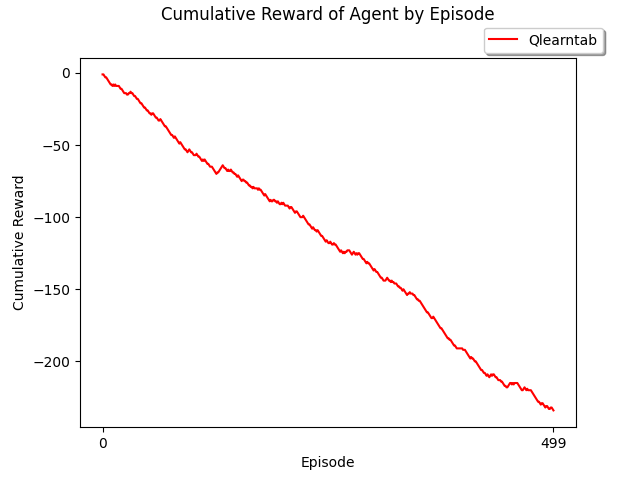 Cumulative Reward of Agent by Episode
Qlearntab
0
−50
−100
−150
−200
Cumulative Reward
0
499
Episode